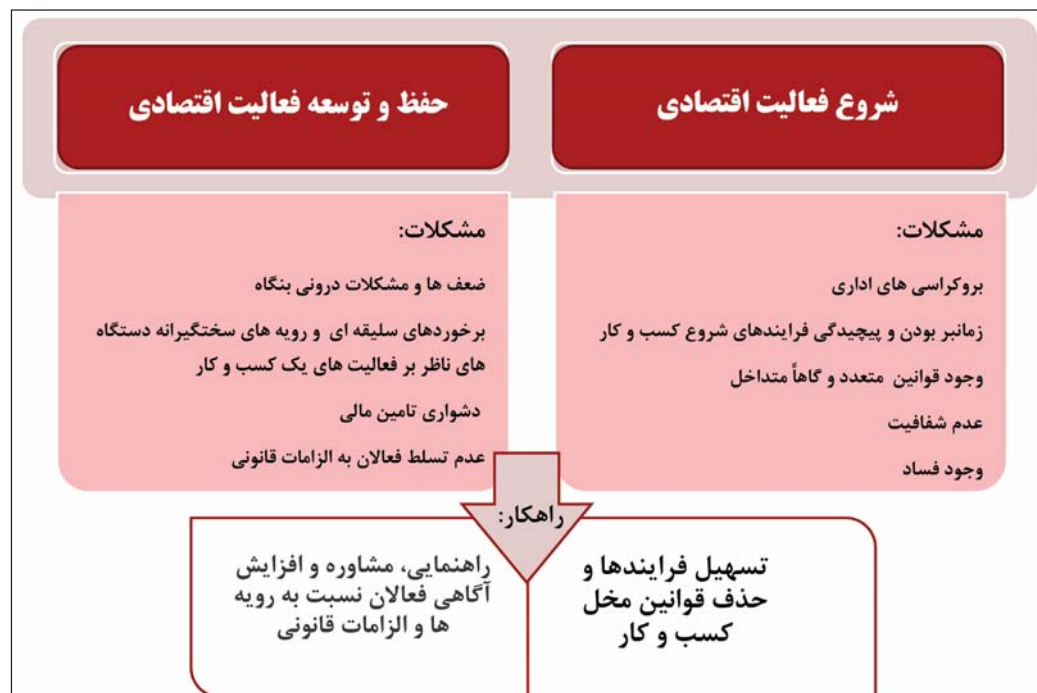 شروع فعالیت اقتصادی
مشکلات:
بروکراسی های اداری
زمانبر بودن و پیچیدگی فرایندهای شروع کسب و کار
وجود قوانین متعدد و گاهاً متداخل
عدم شفافیت
وجود فساد
حفظ و توسعه فعالیت اقتصادی
مشکلات:
ضعف ها و مشکلات درونی بنگاه
برخوردهای سلیقه ای و رویه های سختگیرانه دستگاه
های ناظر بر فعالیت های یک کسب و کار
دشواری تامین مالی
عدم تسلط فعالان به الزامات قانونی
راهکار:
تسهیل فرایندها و
حذف قوانین مخل
کسب و کار
راهنمایی، مشاوره و افزایش
آگاهی فعالان نسبت به رویه
ها و الزامات قانونی